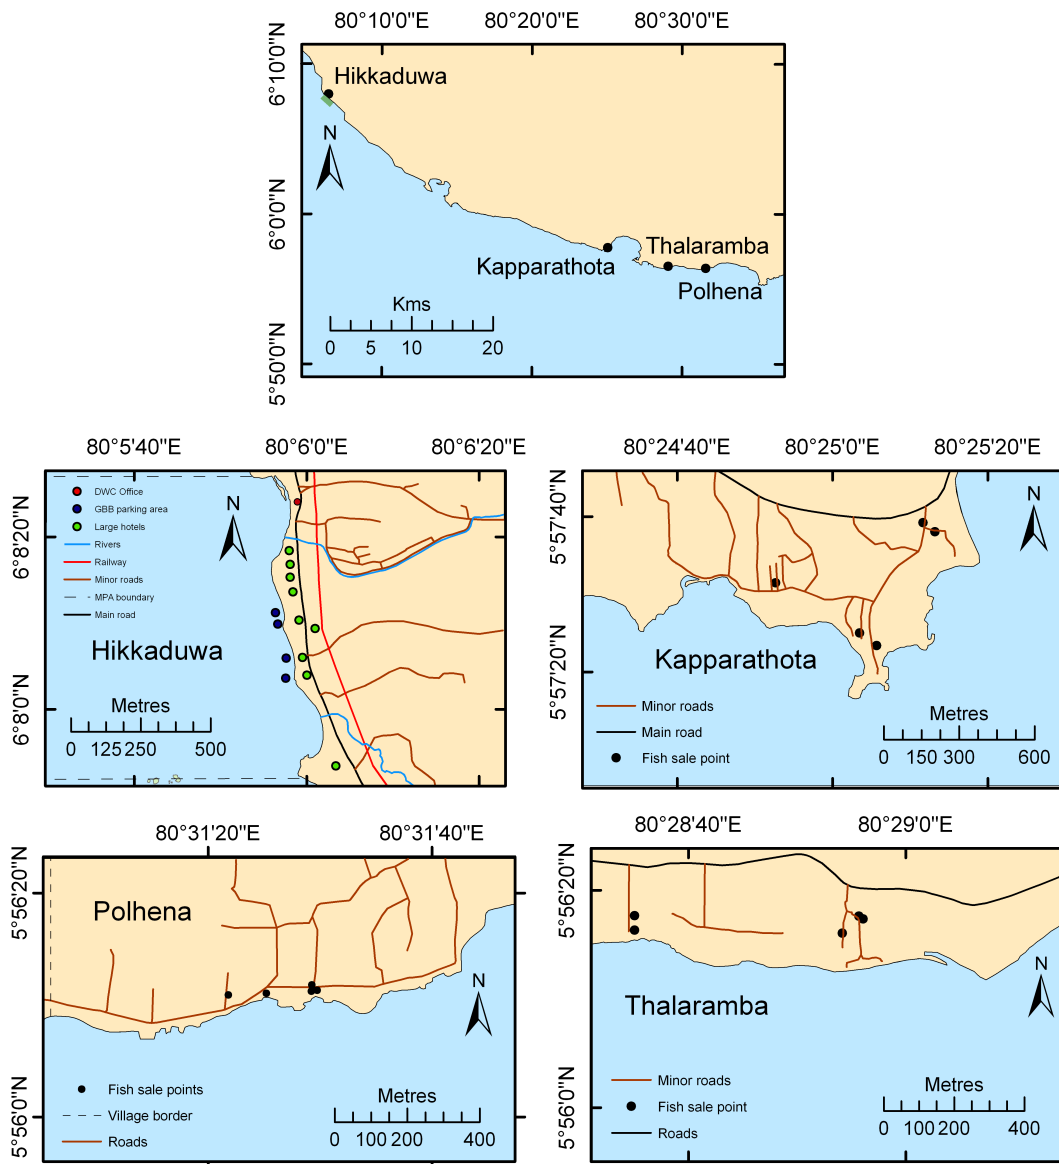 80°10'0"E 80°20'0"E 80°30'0"E
6°10'0"N
6°0'0"N
5°50'0"N
Hikkaduwa
N
Kapparathota
Thalaramba
Polhena
Kms
0 5 10 20
80°5'40"E 80°6'0"E 80°6'20"E
6°8'20"N
6°8'0"N
DWC Office
GBB parking area
Large hotels
Rivers
Railway
Minor roads
MPA boundary
Main road
N
Hikkaduwa
Metres
0 125 250 500
80°24'40"E 80°25'0"E 80°25'20"E
5°57'40"N
5°57'20"N
N
Kapparathota
Minor roads
Main road
Fish sale point
Metres
0 150 300 600
80°31'20"E 80°31'40"E
5°56'20"N
5°56'0"N
Polhena
N
Fish sale points
Village border
Roads
Metres
0 100 200 400
80°28'40"E 80°29'0"E
5°56'20"N
5°56'0"N
N
Thalaramba
Minor roads
Fish sale point
Roads
Metres
0 100 200 400